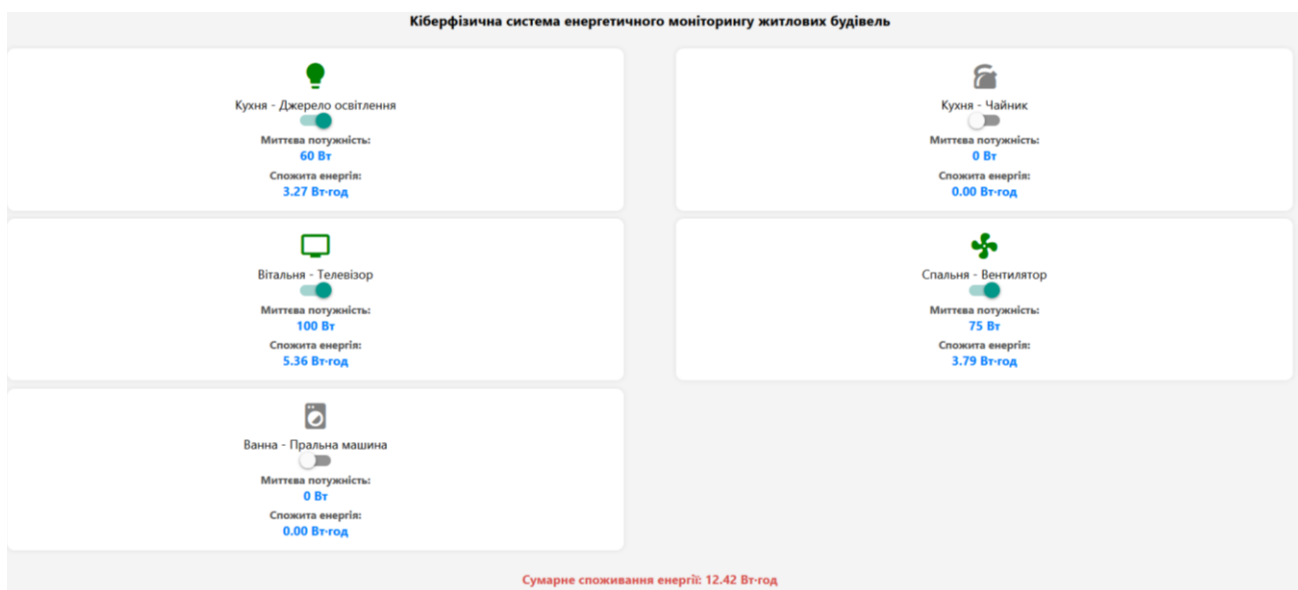 Кіберфізична система енергетичного моніторингу житлових будівель
Кухня - Джерело освітлення
Миттєва потужність:
60 Вт
Спожита енергія:
3.27 Вт·год
Кухня - Чайник
Миттєва потужність:
0 Вт
Спожита енергія:
0.00 Вт·год
Вітальня - Телевізор
Миттєва потужність:
100 Вт
Спожита енергія:
5.36 Вт·год
Спальня - Вентилятор
Миттєва потужність:
75 Вт
Спожита енергія:
3.79 Вт·год
Ванна - Пральна машина
Миттєва потужність:
0 Вт
Спожита енергія:
0.00 Вт·год
Сумарне споживання енергії: 12.42 Вт·год